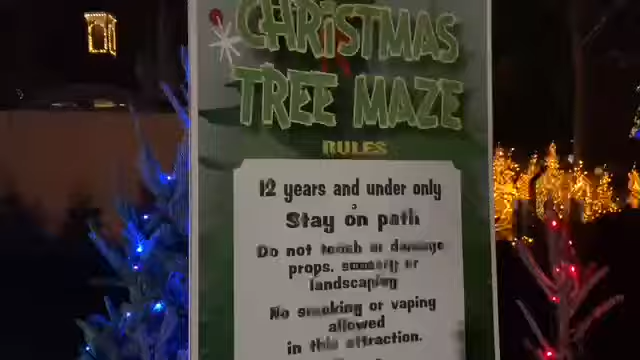 CHRISTMAS
TREE MAZE
RULES
12 years and under only
Stay on path
Do not touch or damage
props, scenery or
landscaping
No smoking or vaping
allowed
in this attraction.